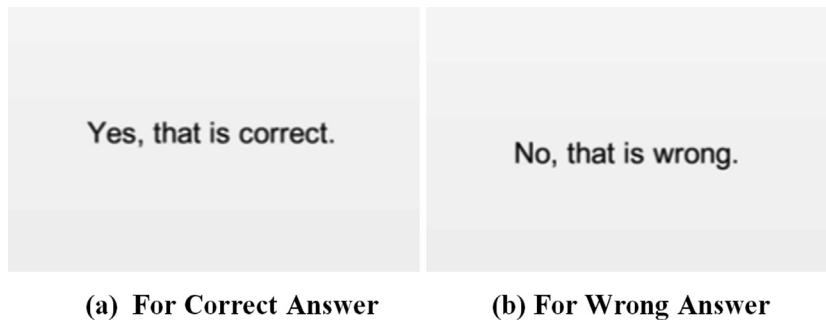 Yes, that is correct.
No, that is wrong.
(a) For Correct Answer
(b) For Wrong Answer